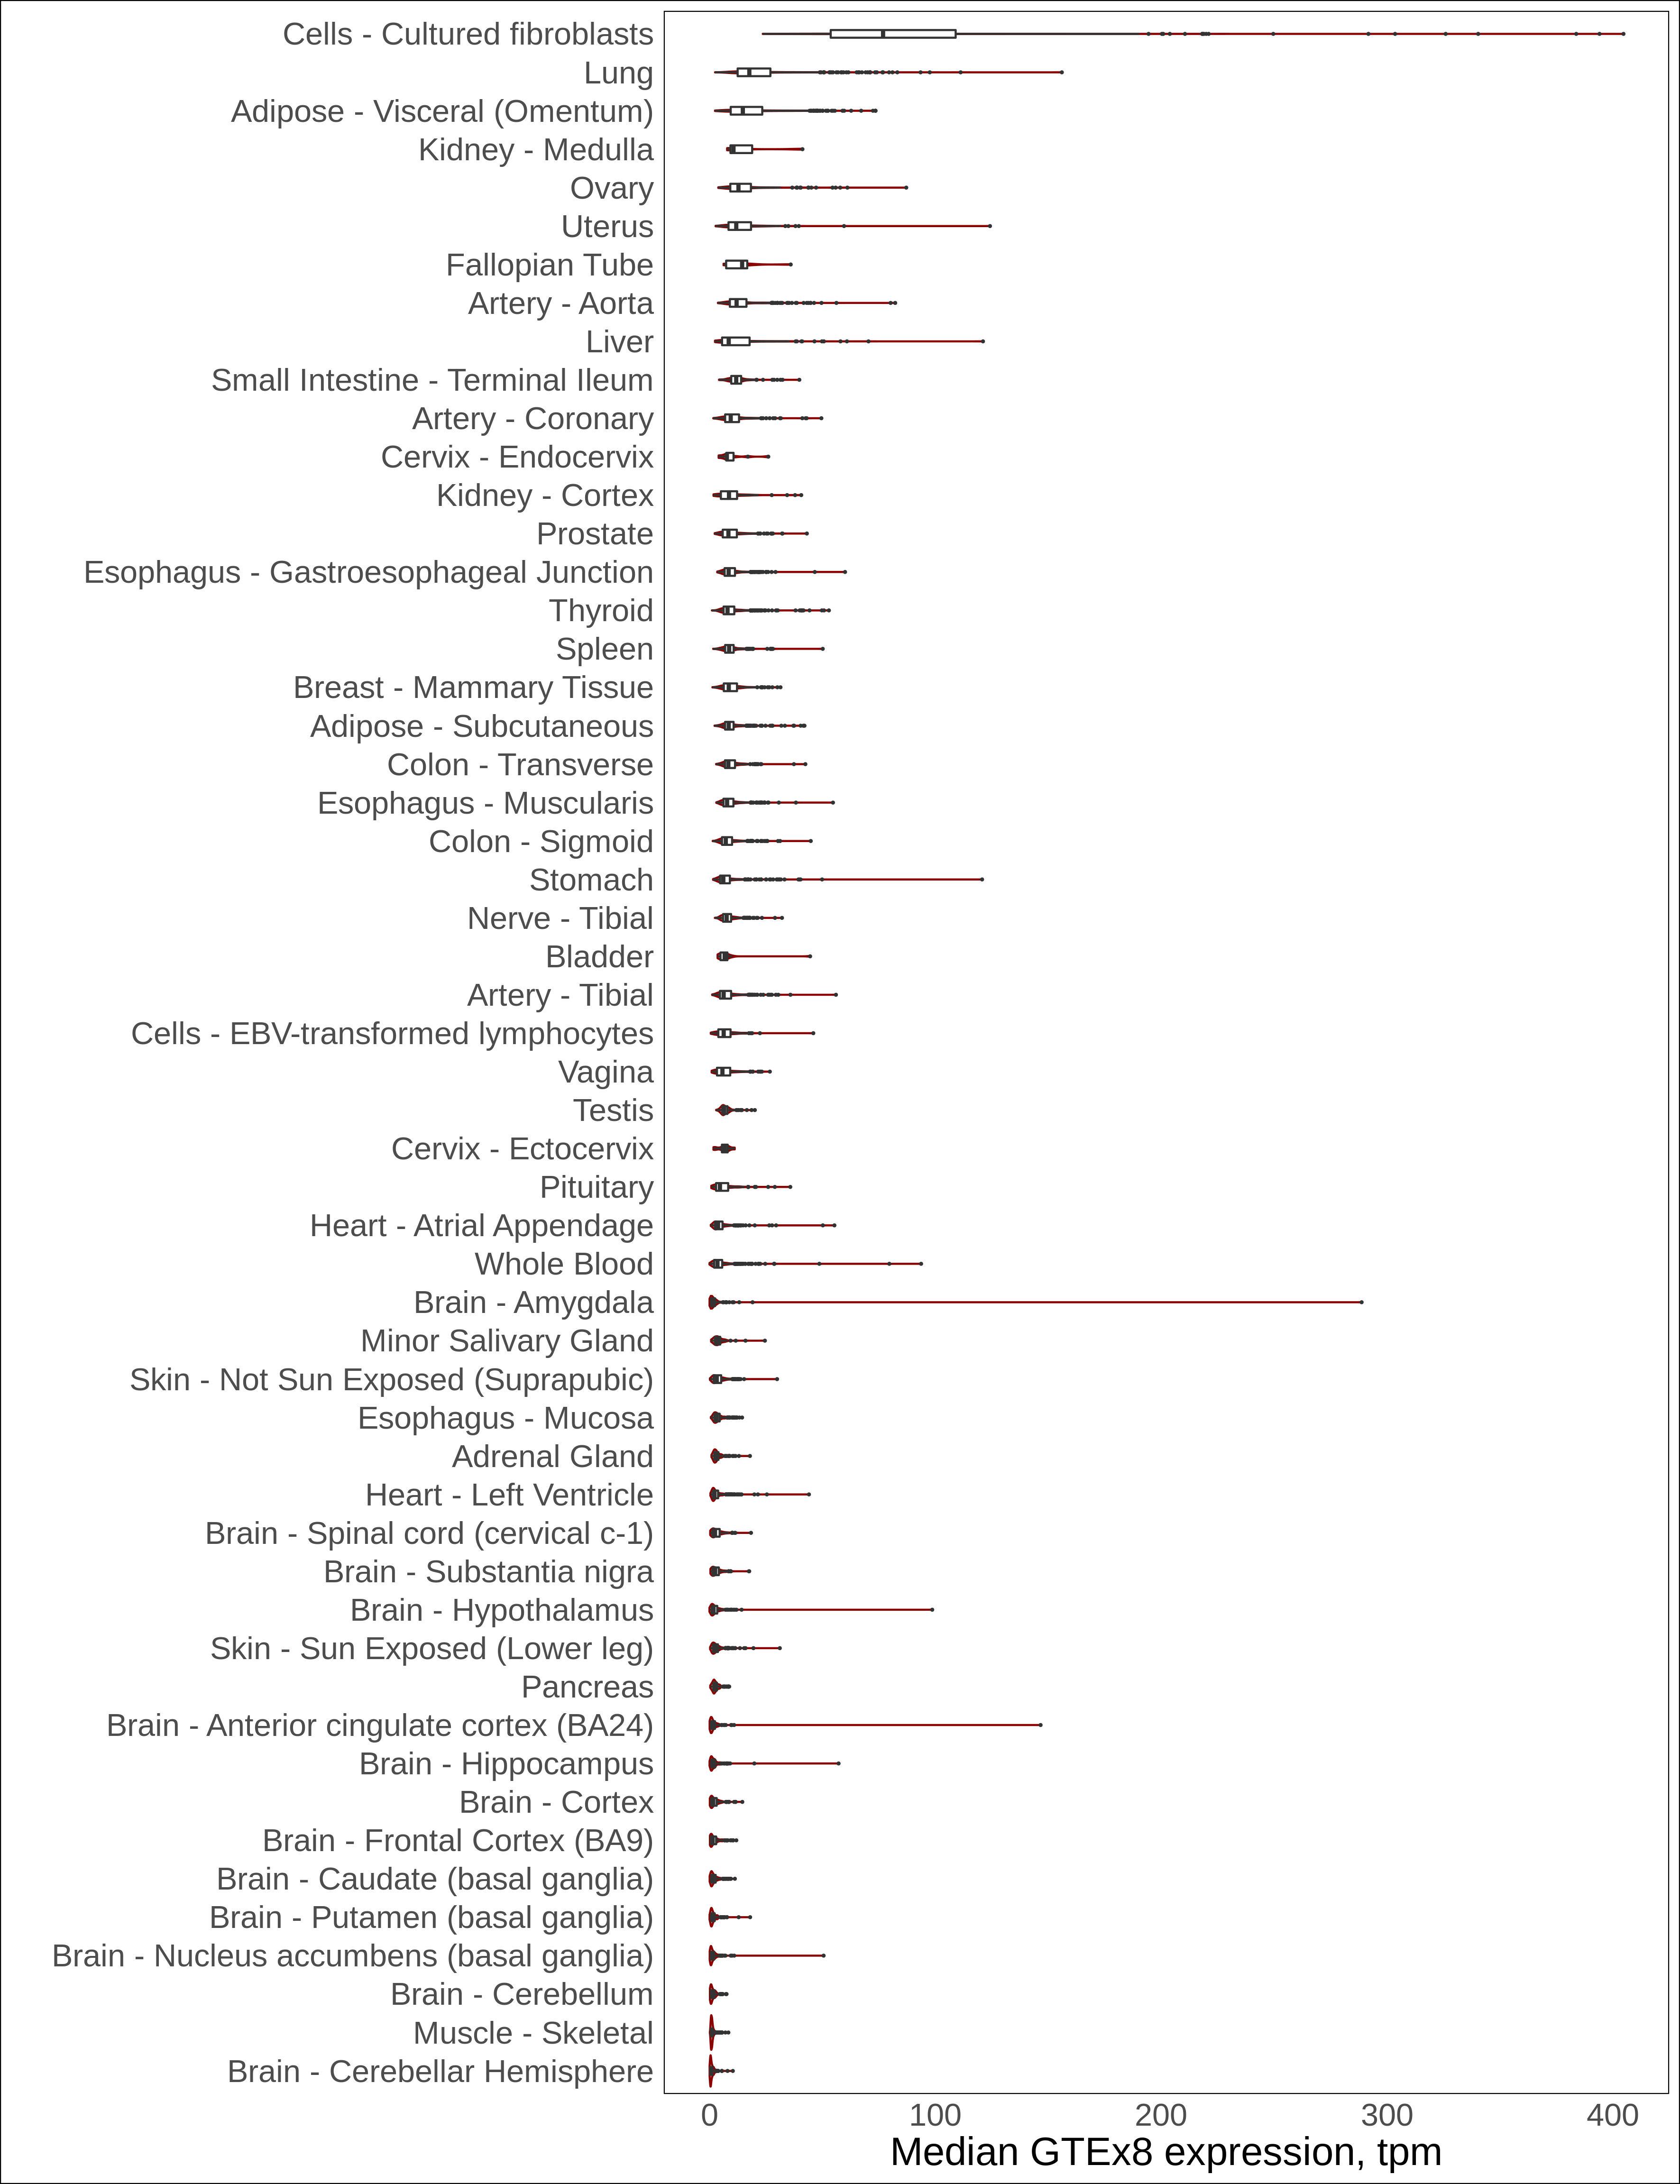 Cells - Cultured fibroblasts
Lung
Adipose - Visceral (Omentum)
Kidney - Medulla
Ovary
Uterus
Fallopian Tube
Artery - Aorta
Liver
Small Intestine - Terminal Ileum
Artery - Coronary
Cervix - Endocervix
Kidney - Cortex
Prostate
Esophagus - Gastroesophageal Junction
Thyroid
Spleen
Breast - Mammary Tissue
Adipose - Subcutaneous
Colon - Transverse
Esophagus - Muscularis
Colon - Sigmoid
Stomach
Nerve - Tibial
Bladder
Artery - Tibial
Cells - EBV-transformed lymphocytes
Vagina
Testis
Cervix - Ectocervix
Pituitary
Heart - Atrial Appendage
Whole Blood
Brain - Amygdala
Minor Salivary Gland
Skin - Not Sun Exposed (Suprapubic)
Esophagus - Mucosa
Adrenal Gland
Heart - Left Ventricle
Brain - Spinal cord (cervical c-1)
Brain - Substantia nigra
Brain - Hypothalamus
Skin - Sun Exposed (Lower leg)
Pancreas
Brain - Anterior cingulate cortex (BA24)
Brain - Hippocampus
Brain - Cortex
Brain - Frontal Cortex (BA9)
Brain - Caudate (basal ganglia)
Brain - Putamen (basal ganglia)
Brain - Nucleus accumbens (basal ganglia)
Brain - Cerebellum
Muscle - Skeletal
Brain - Cerebellar Hemisphere
0 100 200 300 400
Median GTEx8 expression, tpm